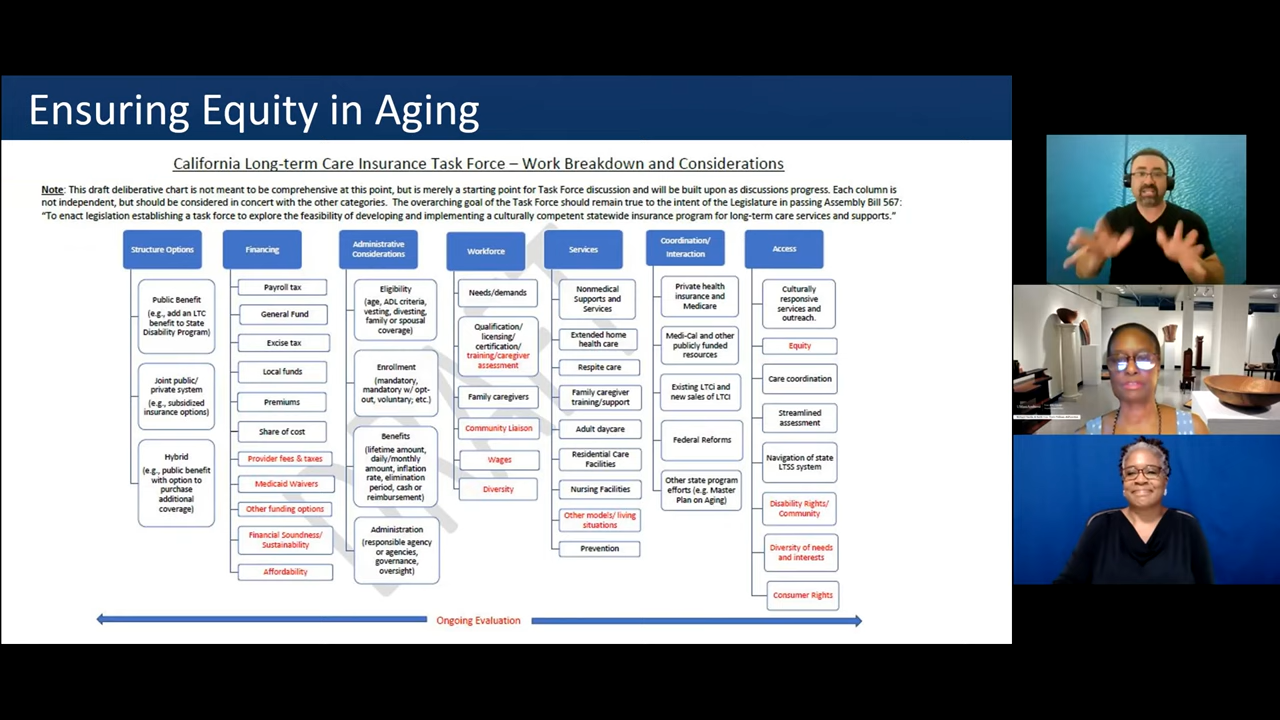 Ensuring Equity in Aging
California Long-term Care Insurance Task Force – Work Breakdown and Considerations
Note: This draft deliberative chart is not meant to be comprehensive at this point, but is merely a starting point for Task Force discussion and will be built upon as discussions progress. Each column is
not independent, but should be considered in concert with the other categories. The overarching goal of the Task Force should remain true to the intent of the Legislature in passing Assembly Bill 567:
"To enact legislation establishing a task force to explore the feasibility of developing and implementing a culturally competent statewide insurance program for long-term care services and supports."
Structure Options
Public Benefit
(e.g., add an LTC
benefit to State
Disability Program)
Joint public/
private system
(e.g., subsidized
insurance options)
Hybrid
(e.g., public benefit
with option to
purchase
additional
coverage)
Financing
Payroll tax
General Fund
Excise tax
Local funds
Premiums
Share of cost
Provider fees & taxes
Medicaid Waivers
Other funding options
Financial Soundness/
Sustainability
Affordability
Administrative
Considerations
Eligibility
(age, ADL criteria,
vesting, divesting,
family or spousal
coverage)
Enrollment
(mandatory,
mandatory w/ opt-
out, voluntary; etc.)
Benefits
(lifetime amount,
daily/monthly
amount, inflation
rate, elimination
period, cash or
reimbursement)
Administration
(responsible agency
or agencies,
governance,
oversight)
Workforce
Needs/demands
Qualification/
licensing/
certification/
training/caregiver
assessment
Family caregivers
Community Liaison
Wages
Diversity
Services
Nonmedical
Supports and
Services
Extended home
health care
Respite care
Family caregiver
training/support
Adult daycare
Residential Care
Facilities
Nursing Facilities
Other models/ living
situations
Prevention
Coordination/
Interaction
Private health
insurance and
Medicare
Medi-Cal and other
publicly funded
resources
Existing LTCi and
new sales of LTCI
Federal Reforms
Other state program
efforts (e.g. Master
Plan on Aging)
Access
Culturally
responsive
services and
outreach.
Equity
Care coordination
Streamlined
assessment
Navigation of state
LTSS system
Disability Rights/
Community
Diversity of needs
and interests
Consumer Rights
Ongoing Evaluation
DRAFT